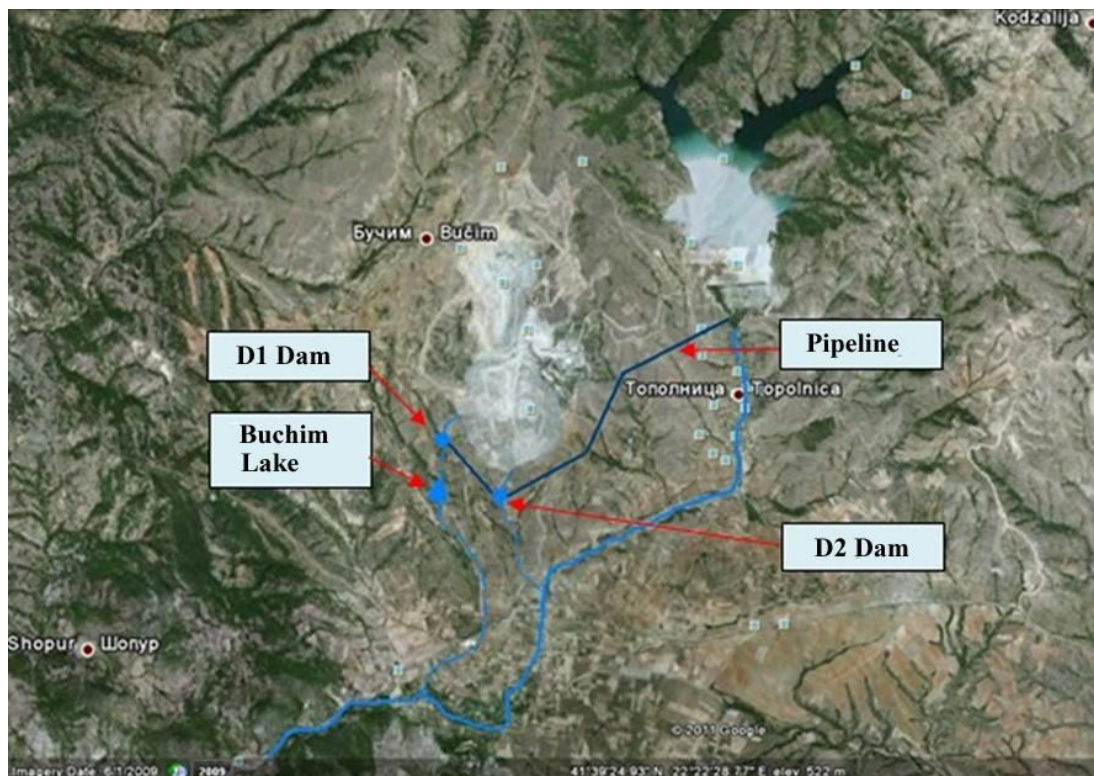 Kodzalija
Бучим Bučim
D1 Dam
Pipeline
Тополница Topolnica
Buchim
Lake
D2 Dam
Shopur Шопур
© 2011 Google
Imagery Date: 6/1/2009 2009 41°39'24.93" N 22°22'28.77" E elev 522 m